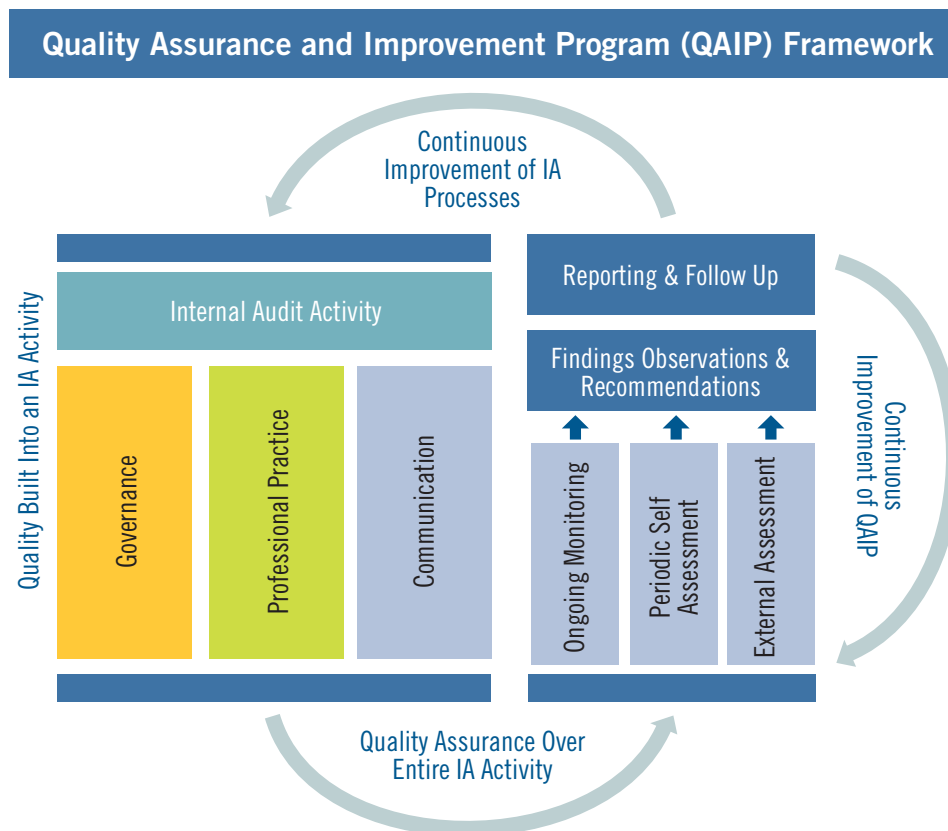 Quality Assurance and Improvement Program (QAIP) Framework
Continuous
Improvement of IA
Processes
Quality Built Into an IA Activity
Internal Audit Activity
Governance
Professional Practice
Communication
Reporting & Follow Up
Findings Observations &
Recommendations
Ongoing Monitoring
Periodic Self
Assessment
External Assessment
Continuous
Improvement of QAIP
Quality Assurance Over
Entire IA Activity